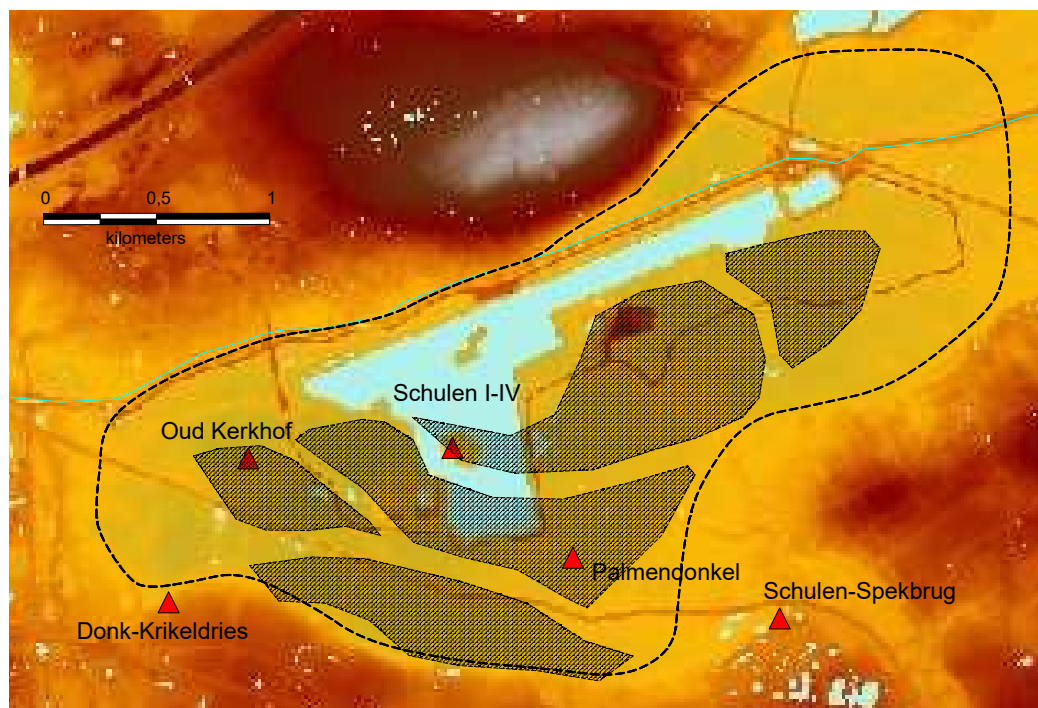 0 0,5 1
kilometers
Schulen I-IV
Oud Kerkhof
Palmendonkel
Schulen-Spekbrug
Donk-Krikeldries